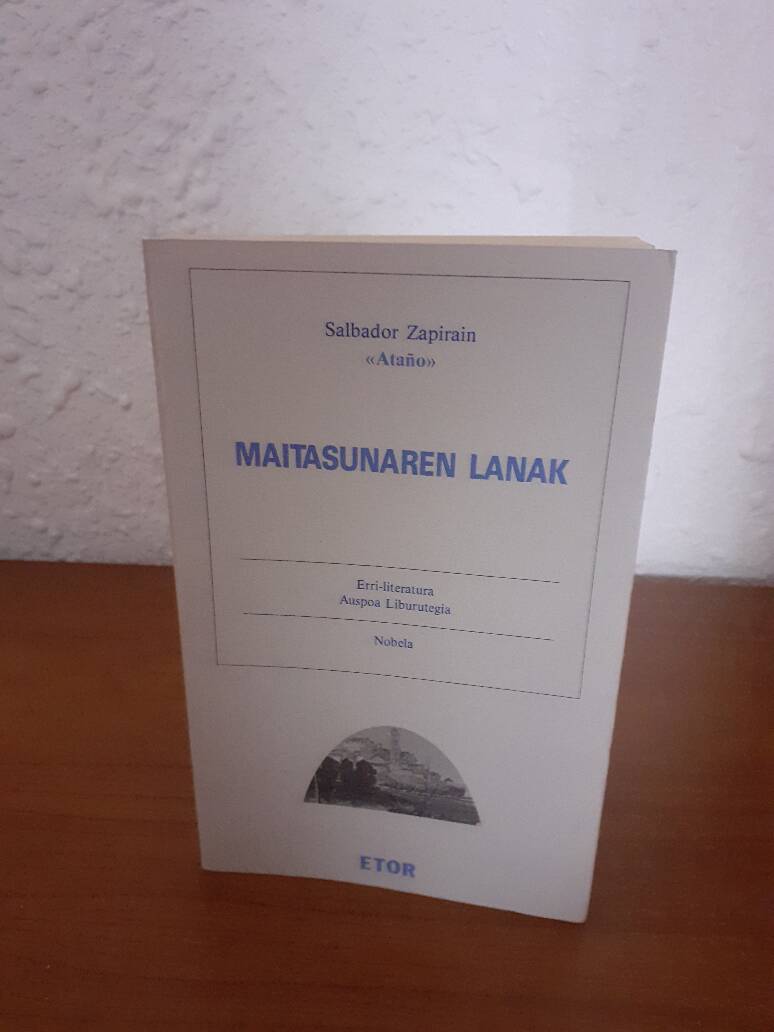 Salbador Zapirain
«Ataño»
MAITASUNAREN LANAK
Erri-literatura
Auspoa Liburutegia
Nobela
ETOR